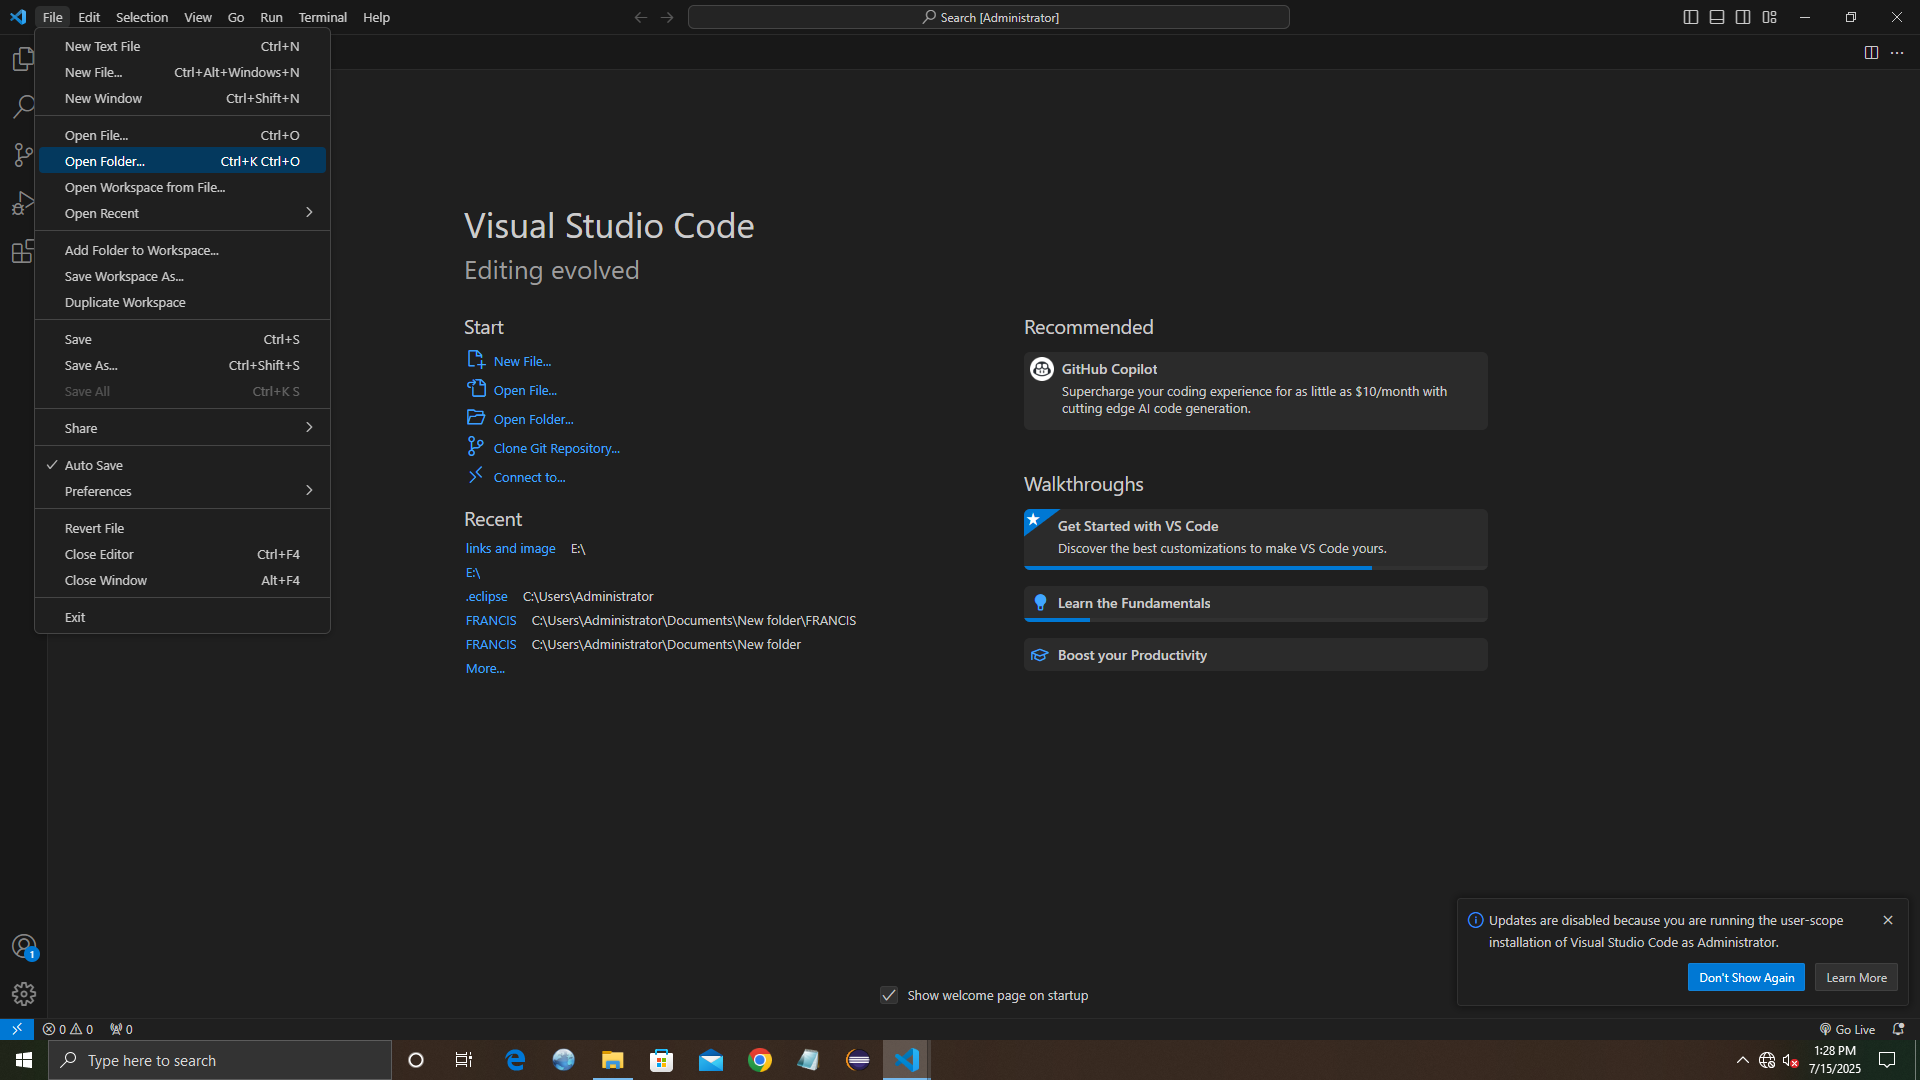 File Edit Selection View Go Run Terminal Help
Search [Administrator]
New Text File Ctrl+N
New File... Ctrl+Alt+Windows+N
New Window Ctrl+Shift+N
Open File... Ctrl+O
Open Folder... Ctrl+K Ctrl+O
Open Workspace from File...
Open Recent
Add Folder to Workspace...
Save Workspace As...
Duplicate Workspace
Save Ctrl+S
Save As... Ctrl+Shift+S
Save All Ctrl+K S
Share
Auto Save
Preferences
Revert File
Close Editor Ctrl+F4
Close Window Alt+F4
Exit
Visual Studio Code
Editing evolved
Start
New File...
Open File...
Open Folder...
Clone Git Repository...
Connect to...
Recent
links and image E:\
E:\
.eclipse C:\Users\Administrator
FRANCIS C:\Users\Administrator\Documents\New folder\FRANCIS
FRANCIS C:\Users\Administrator\Documents\New folder
More...
Recommended
GitHub Copilot
Supercharge your coding experience for as little as $10/month with
cutting edge AI code generation.
Walkthroughs
Get Started with VS Code
Discover the best customizations to make VS Code yours.
Learn the Fundamentals
Boost your Productivity
Updates are disabled because you are running the user-scope
installation of Visual Studio Code as Administrator.
Don't Show Again Learn More
Show welcome page on startup
1
0 0 0
Go Live
Type here to search
1:28 PM
7/15/2025